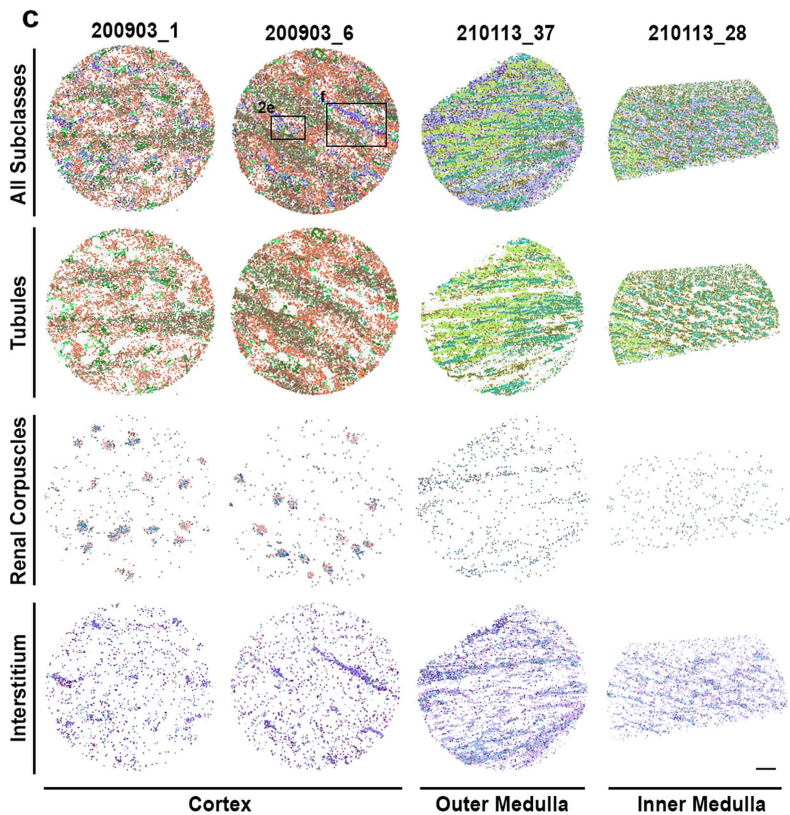 c
200903_1 200903_6 210113_37 210113_28
All Subclasses
2e
f
Tubules
Renal Corpuscles
Interstitium
Cortex Outer Medulla Inner Medulla